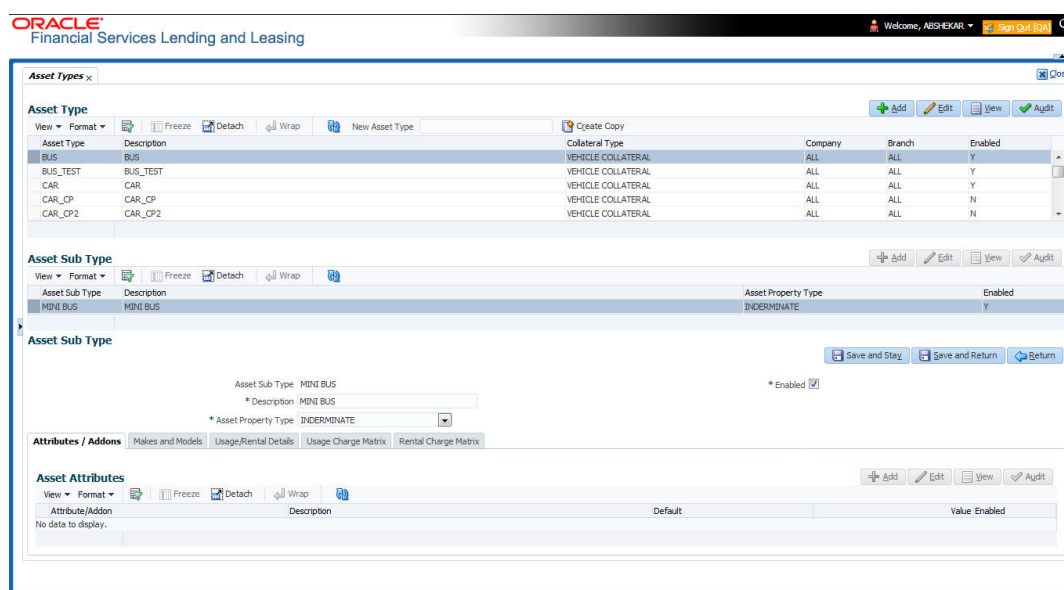 ORACLE®
Financial Services Lending and Leasing
Welcome, ABSHEKAR
Sign Out [QA]
Asset Types
Clos
Asset Type
Add Edit View Audit
View Format Freeze Detach Wrap New Asset Type Create Copy
Asset Type Description Collateral Type Company Branch Enabled
BUS BUS VEHICLE COLLATERAL ALL ALL Y
BUS_TEST BUS_TEST VEHICLE COLLATERAL ALL ALL Y
CAR CAR VEHICLE COLLATERAL ALL ALL Y
CAR_CP CAR_CP VEHICLE COLLATERAL ALL ALL N
CAR_CP2 CAR_CP2 VEHICLE COLLATERAL ALL ALL N
Asset Sub Type
Add Edit View Audit
View Format Freeze Detach Wrap
Asset Sub Type Description Asset Property Type Enabled
MINI BUS MINI BUS INDERMINATE Y
Asset Sub Type
Save and Stay Save and Return Return
Asset Sub Type MINI BUS * Enabled
* Description MINI BUS
* Asset Property Type INDERMINATE
Attributes / Addons Makes and Models Usage/Rental Details Usage Charge Matrix Rental Charge Matrix
Asset Attributes
Add Edit View Audit
View Format Freeze Detach Wrap
Attribute/Addon Description Default Value Enabled
No data to display.